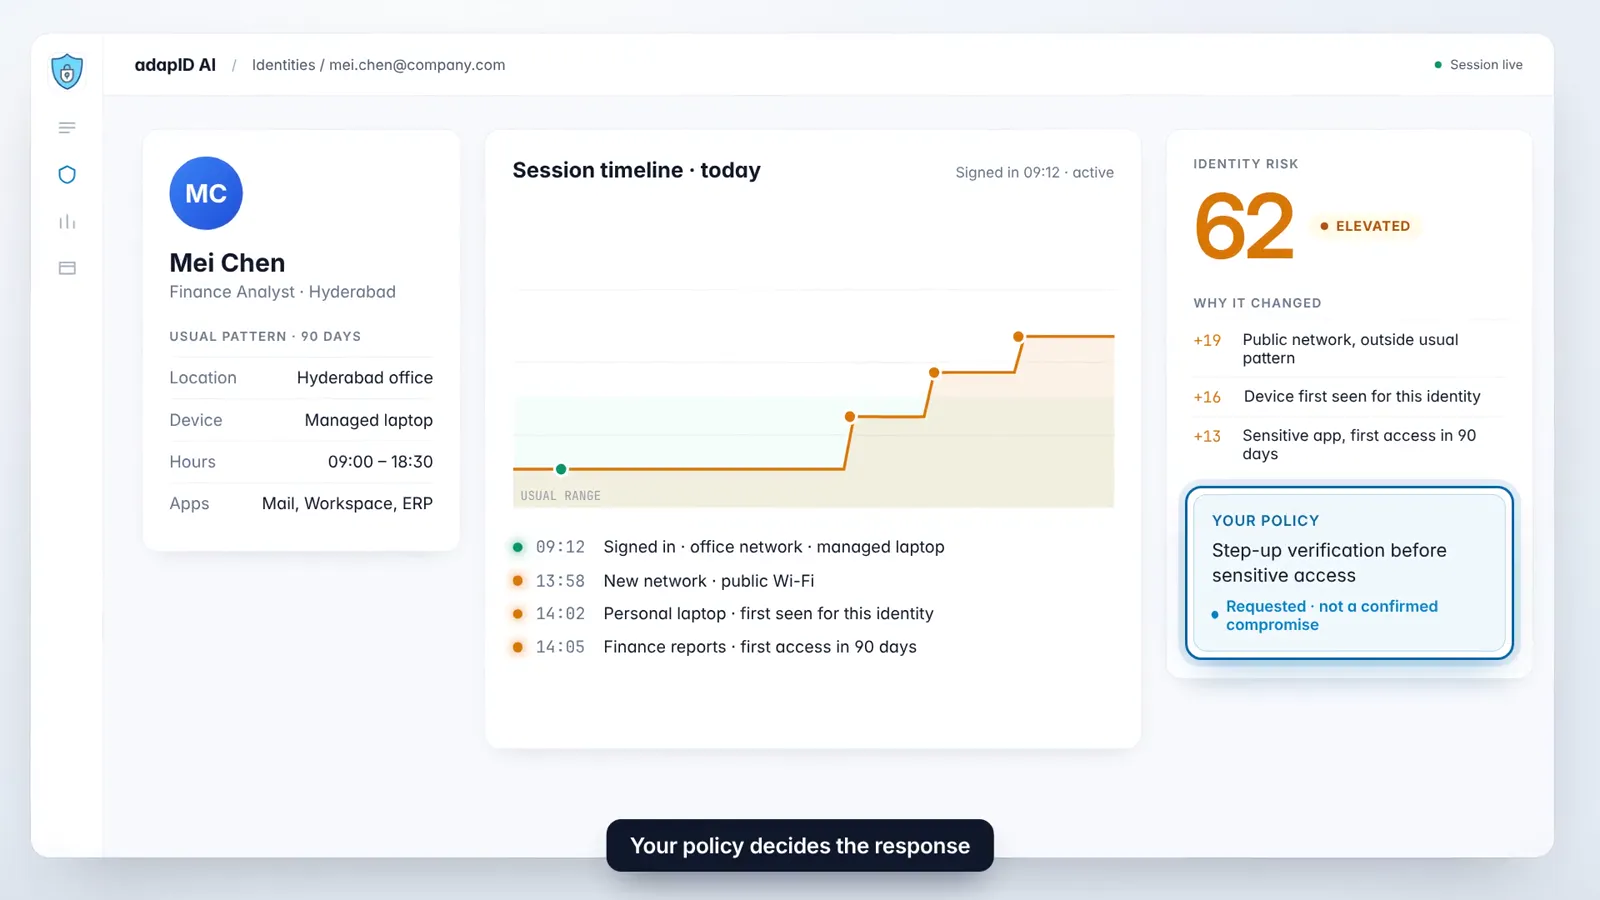 adapID AI / Identities / mei.chen@company.com
Session live
MC
Mei Chen
Finance Analyst · Hyderabad
USUAL PATTERN · 90 DAYS
Location Hyderabad office
Device Managed laptop
Hours 09:00 – 18:30
Apps Mail, Workspace, ERP
Session timeline · today
Signed in 09:12 · active
USUAL RANGE
09:12 Signed in · office network · managed laptop
13:58 New network · public Wi-Fi
14:02 Personal laptop · first seen for this identity
14:05 Finance reports · first access in 90 days
IDENTITY RISK
62 ELEVATED
WHY IT CHANGED
+19 Public network, outside usual
pattern
+16 Device first seen for this identity
+13 Sensitive app, first access in 90
days
YOUR POLICY
Step-up verification before
sensitive access
Requested · not a confirmed
compromise
Your policy decides the response